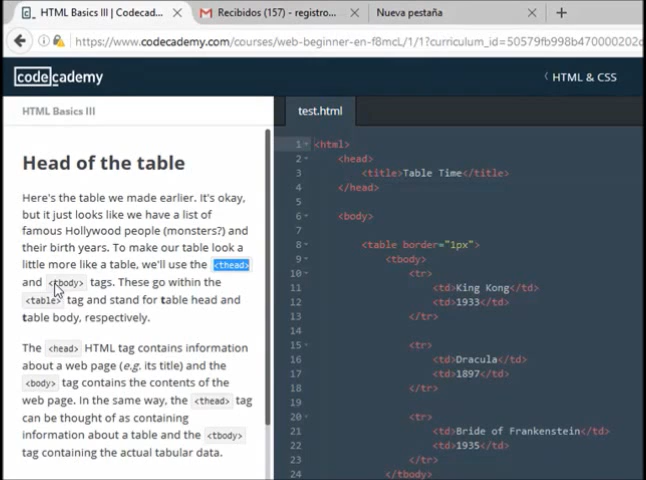 HTML Basics III | Codecad...
Recibidos (157) - registro...
Nueva pestaña
https://www.codecademy.com/courses/web-beginner-en-f8mcL/1/1?curriculum_id=50579fb998b470000202
codecademy
HTML & CSS
HTML Basics III
test.html
Head of the table
Here's the table we made earlier. It's okay,
but it just looks like we have a list of
famous Hollywood people (monsters?) and
their birth years. To make our table look a
little more like a table, we'll use the <thead>
and <tbody> tags. These go within the
<table> tag and stand for table head and
table body, respectively.
The <head> HTML tag contains information
about a web page (e.g. its title) and the
<body> tag contains the contents of the
web page. In the same way, the <thead> tag
can be thought of as containing
information about a table and the <tbody>
tag containing the actual tabular data.
1 <html>
2 <head>
3 <title>Table Time</title>
4 </head>
5
6 <body>
7
8 <table border="1px">
9 <tbody>
10 <tr>
11 <td>King Kong</td>
12 <td>1933</td>
13 </tr>
14
15 <tr>
16 <td>Dracula</td>
17 <td>1897</td>
18 </tr>
19
20 <tr>
21 <td>Bride of Frankenstein</td>
22 <td>1935</td>
23 </tr>
24 </tbody>